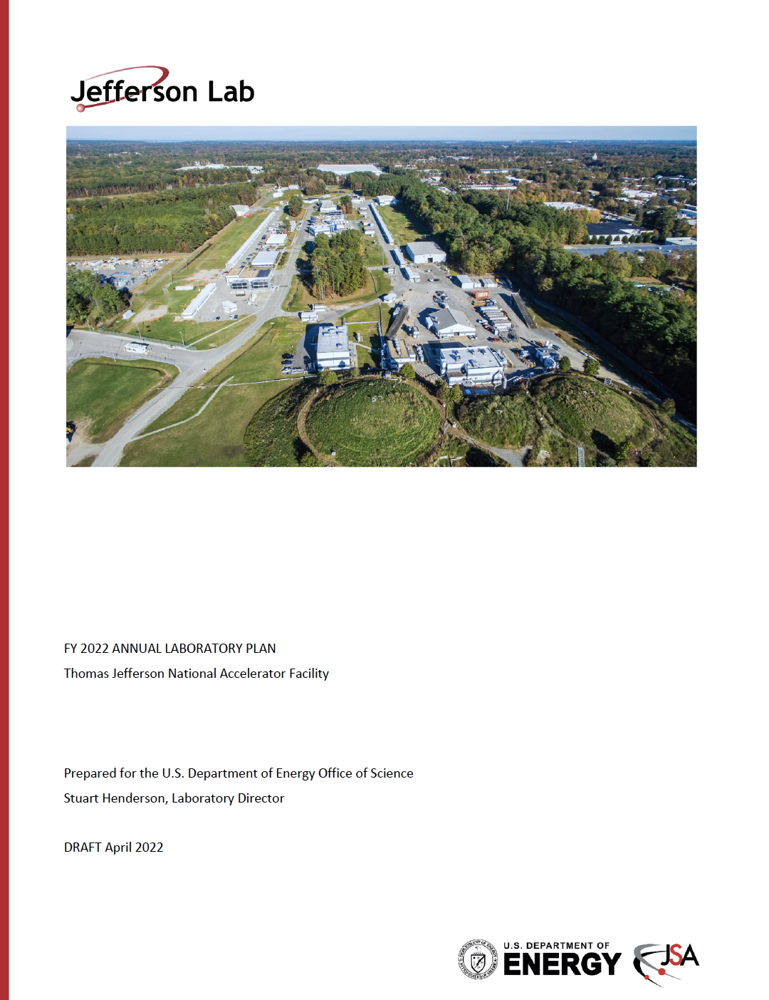 Jefferson Lab
FY 2022 ANNUAL LABORATORY PLAN
Thomas Jefferson National Accelerator Facility
Prepared for the U.S. Department of Energy Office of Science
Stuart Henderson, Laboratory Director
DRAFT April 2022
U.S. DEPARTMENT OF
ENERGY
JSA